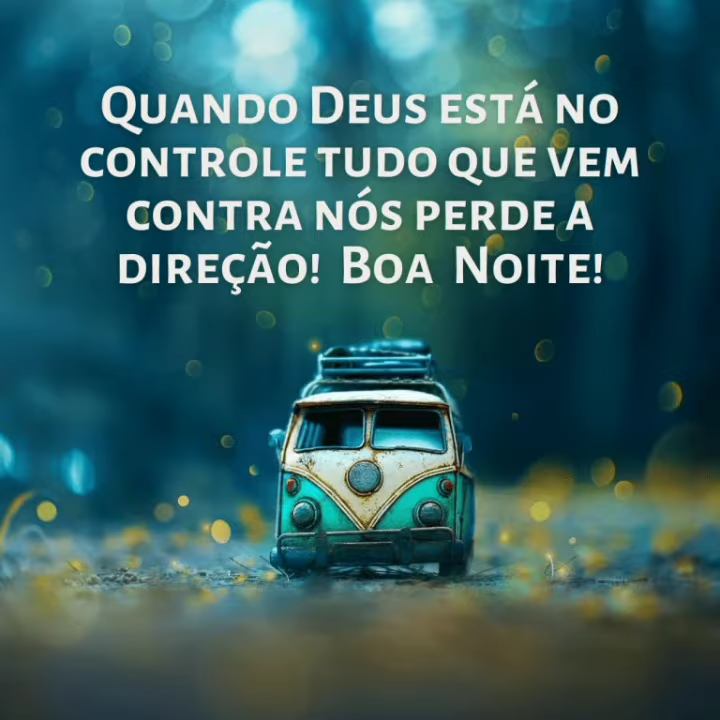 Quando Deus está no
controle tudo que vem
contra nós perde a
direção! Boa Noite!